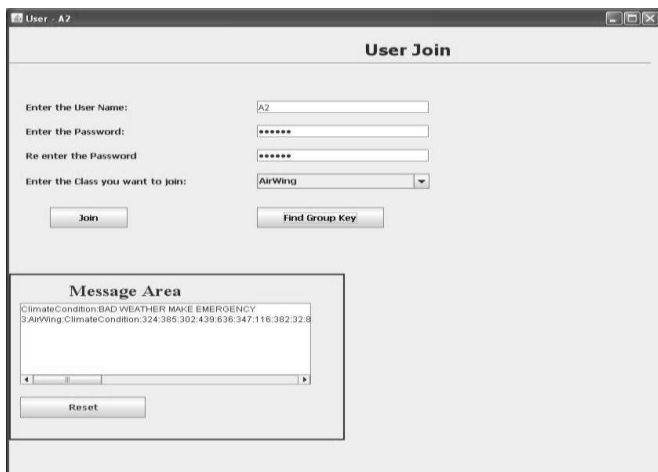 User - A2
User Join
Enter the User Name: A2
Enter the Password: ••••••
Re enter the Password ••••••
Enter the Class you want to join: AirWing
Join Find Group Key
Message Area
ClimateCondition:BAD WEATHER MAKE EMERGENCY
3:AirWing:ClimateCondition:324:385:302:439:636:347:116:382:32:8
Reset